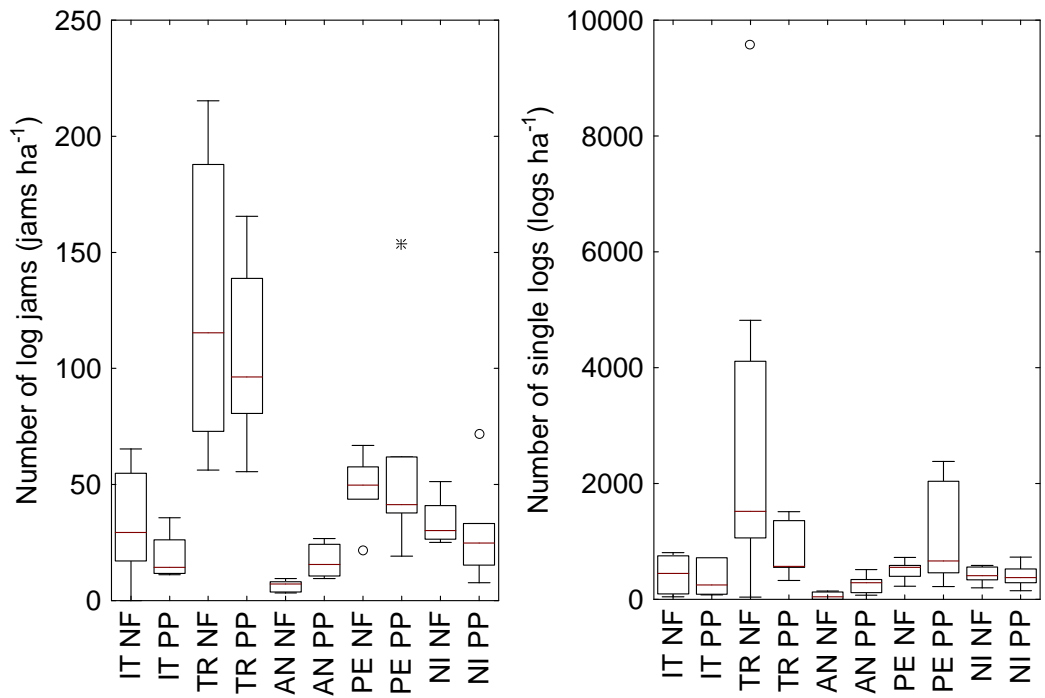 Number of log jams (jams ha⁻¹)
250
200
150
100
50
0
IT NF
IT PP
TR NF
TR PP
AN NF
AN PP
PE NF
PE PP
NI NF
NI PP
Number of single logs (logs ha⁻¹)
10000
8000
6000
4000
2000
0
IT NF
IT PP
TR NF
TR PP
AN NF
AN PP
PE NF
PE PP
NI NF
NI PP